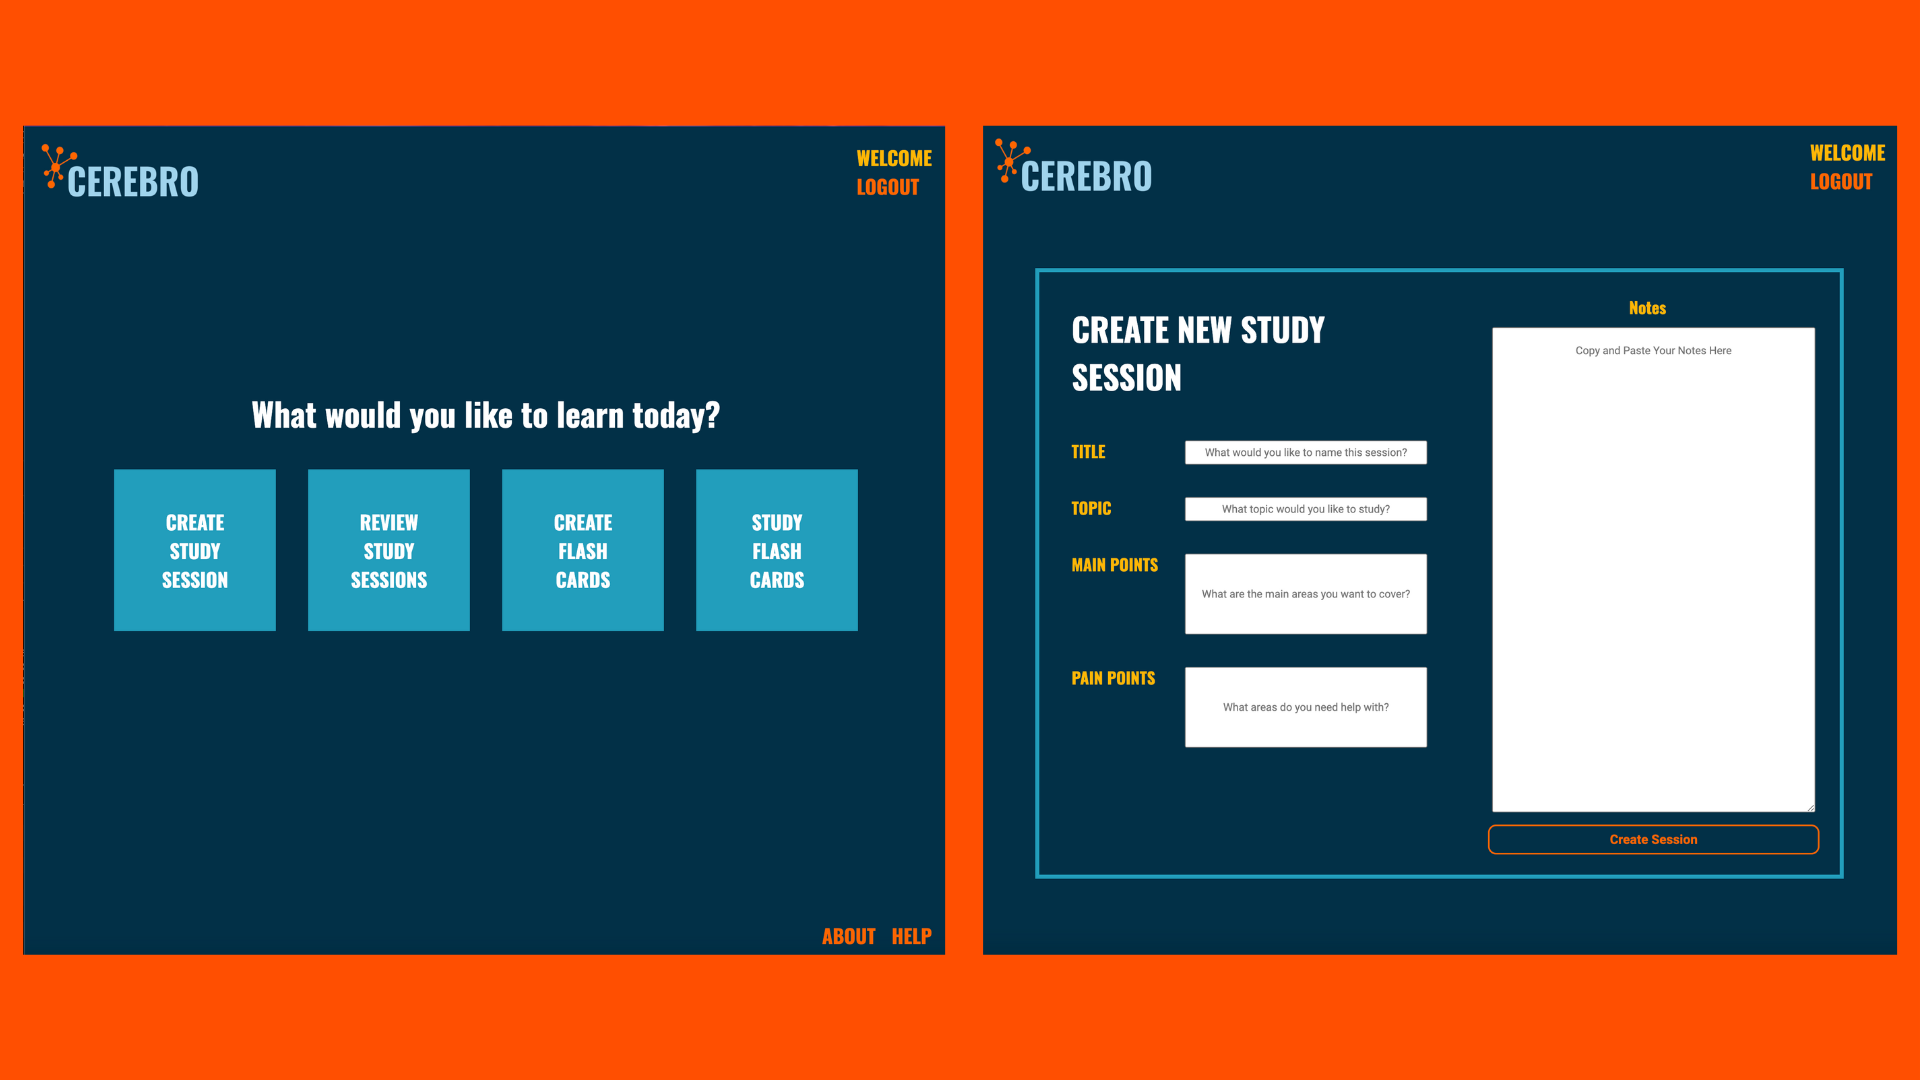 CEREBRO
WELCOME
LOGOUT
What would you like to learn today?
CREATE
STUDY
SESSION
REVIEW
STUDY
SESSIONS
CREATE
FLASH
CARDS
STUDY
FLASH
CARDS
ABOUT HELP
CEREBRO
WELCOME
LOGOUT
CREATE NEW STUDY
SESSION
TITLE
What would you like to name this session?
TOPIC
What topic would you like to study?
MAIN POINTS
What are the main areas you want to cover?
PAIN POINTS
What areas do you need help with?
Notes
Copy and Paste Your Notes Here
Create Session